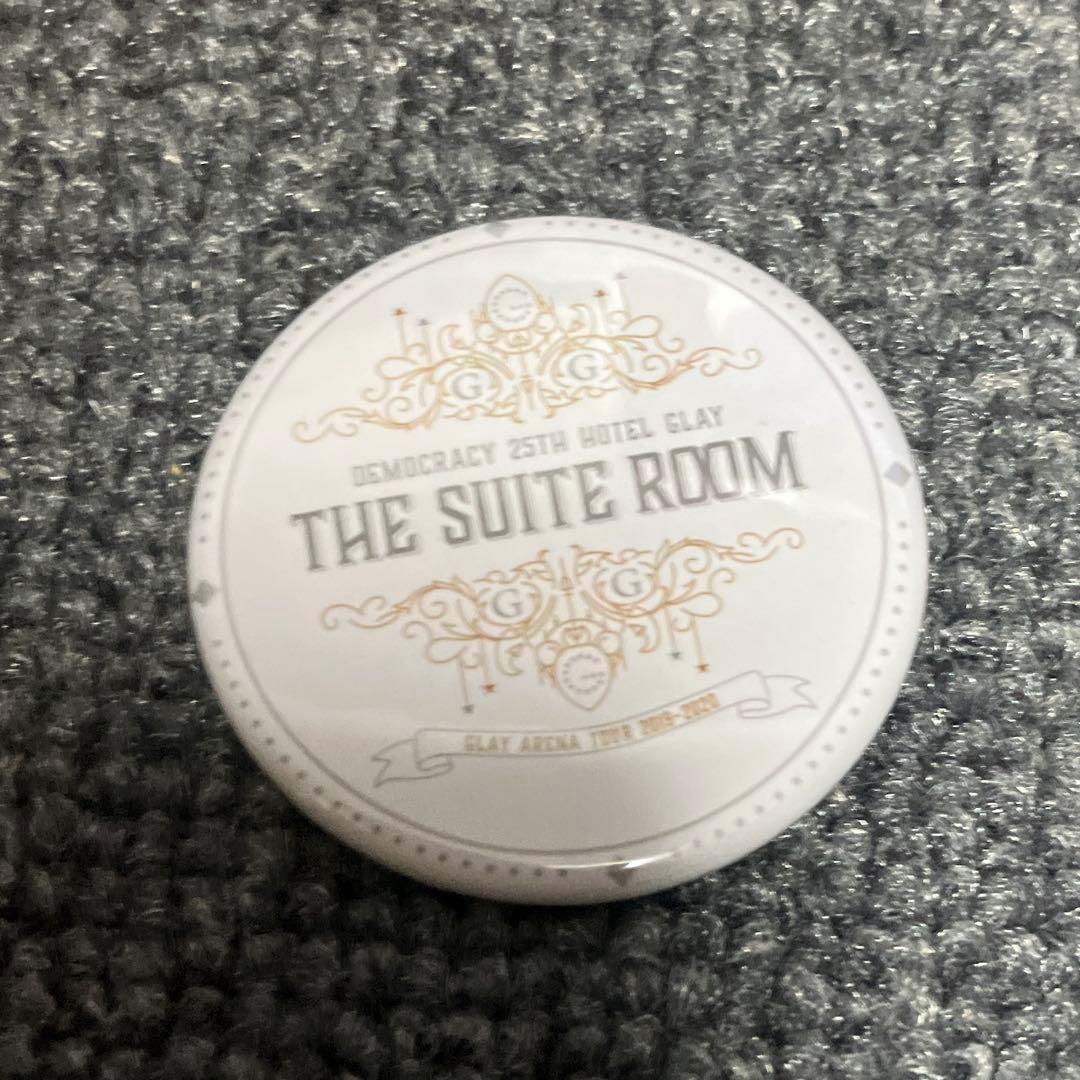 G G
DEMOCRACY 25TH HOTEL GLAY
THE SUITE ROOM
G G
GLAY ARENA TOUR 2019-2020